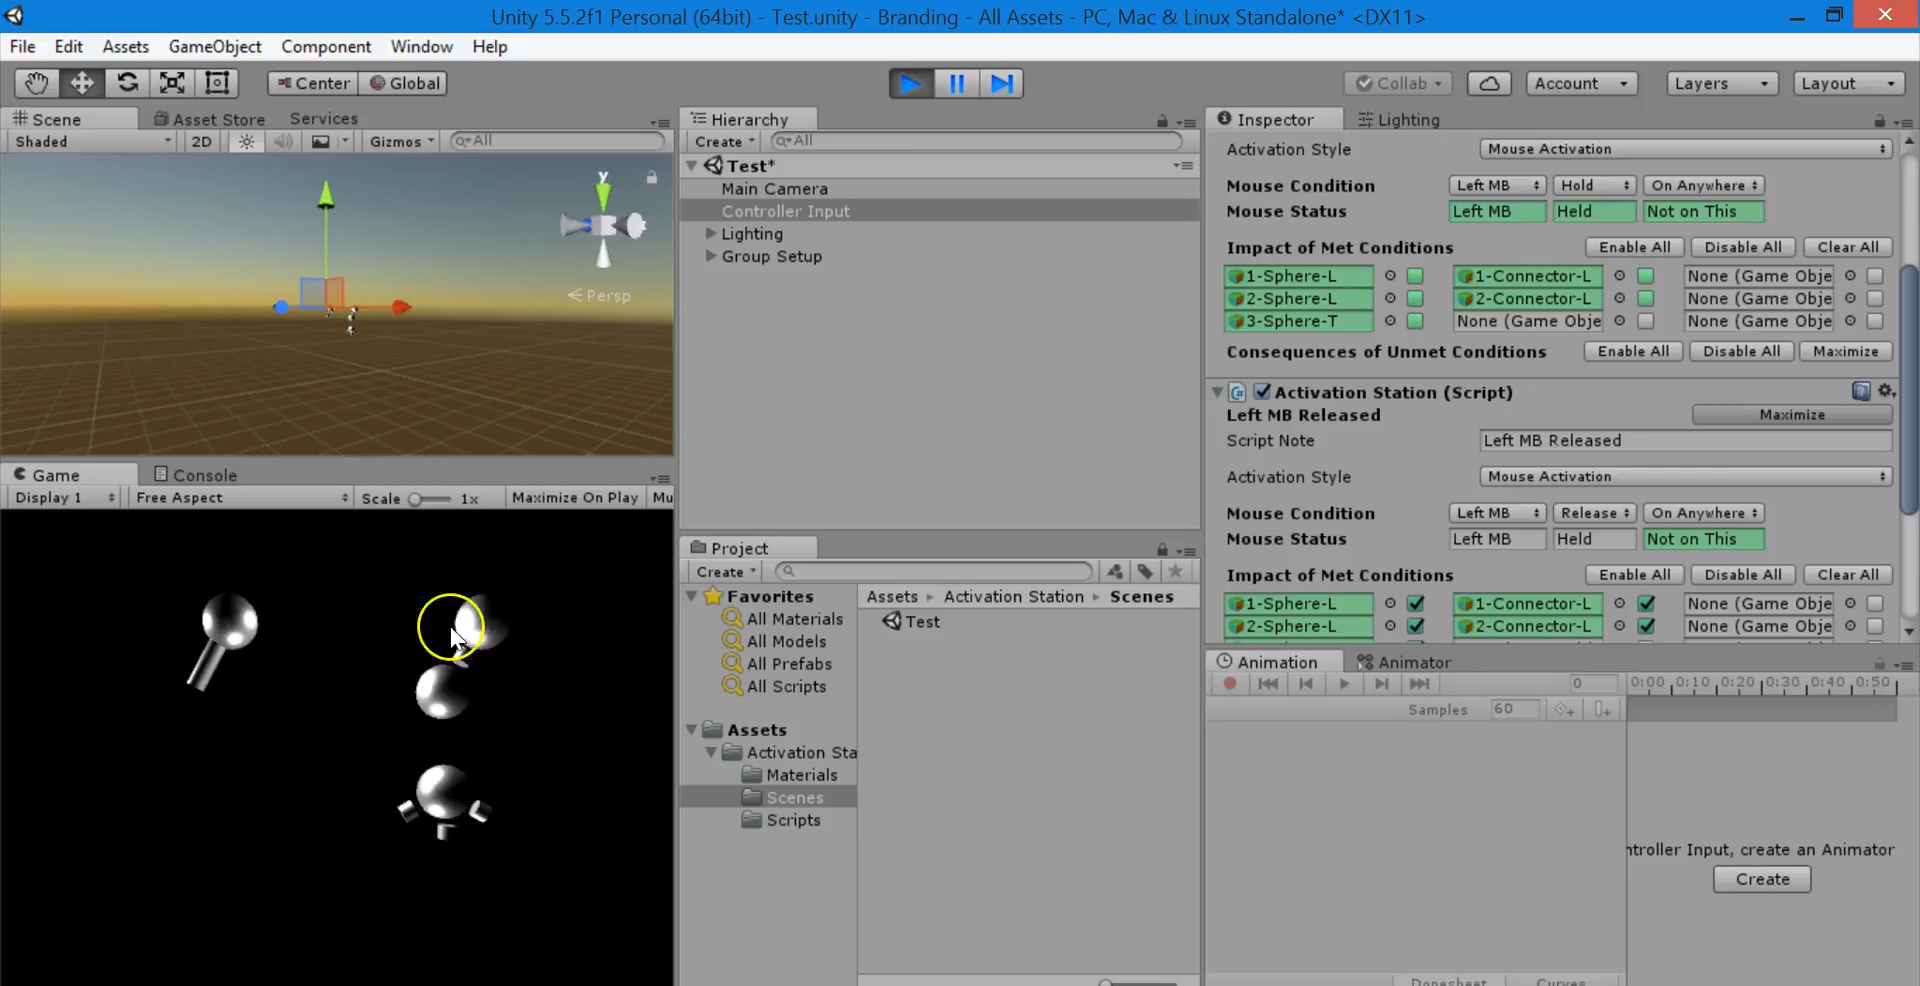 Unity 5.5.2f1 Personal (64bit) - Test.unity - Branding - All Assets - PC, Mac & Linux Standalone* <DX11>
File Edit Assets GameObject Component Window Help
Center Global Collab Account Layers Layout
Scene Asset Store Services
Shaded 2D Gizmos All
y
Persp
Game Console
Display 1 Free Aspect Scale 1x Maximize On Play Mu
Hierarchy
Create All
Test*
Main Camera
Controller Input
Lighting
Group Setup
Project
Create
Favorites
All Materials
All Models
All Prefabs
All Scripts
Assets
Activation Sta
Materials
Scenes
Scripts
Assets Activation Station Scenes
Test
Inspector Lighting
Activation Style Mouse Activation
Mouse Condition Left MB Hold On Anywhere
Mouse Status Left MB Held Not on This
Impact of Met Conditions Enable All Disable All Clear All
1-Sphere-L 1-Connector-L None (Game Obje
2-Sphere-L 2-Connector-L None (Game Obje
3-Sphere-T None (Game Obje None (Game Obje
Consequences of Unmet Conditions Enable All Disable All Maximize
Activation Station (Script)
Left MB Released Maximize
Script Note Left MB Released
Activation Style Mouse Activation
Mouse Condition Left MB Release On Anywhere
Mouse Status Left MB Held Not on This
Impact of Met Conditions Enable All Disable All Clear All
1-Sphere-L 1-Connector-L None (Game Obje
2-Sphere-L 2-Connector-L None (Game Obje
Animation Animator
0 0:00 0:10 0:20 0:30 0:40 0:50
Samples 60
ntroller Input, create an Animator
Create